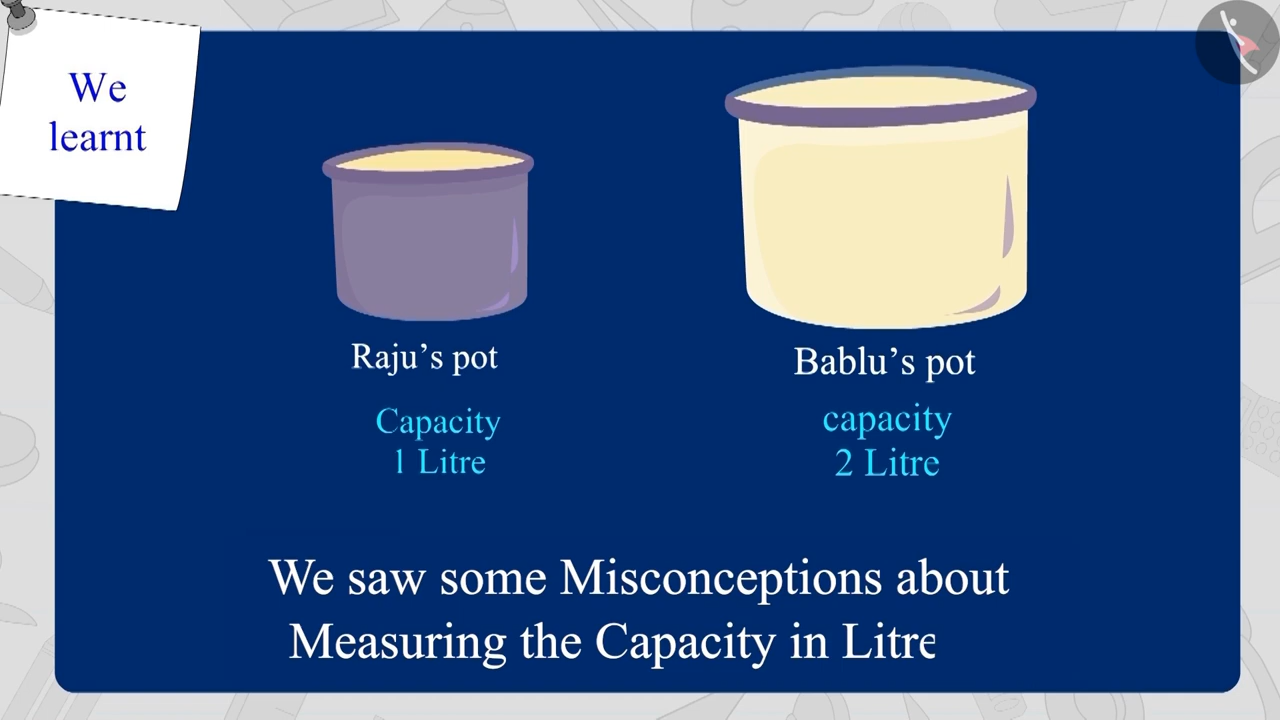 We
learnt
Raju's pot
Bablu's pot
Capacity
1 Litre
capacity
2 Litre
We saw some Misconceptions about
Measuring the Capacity in Litre